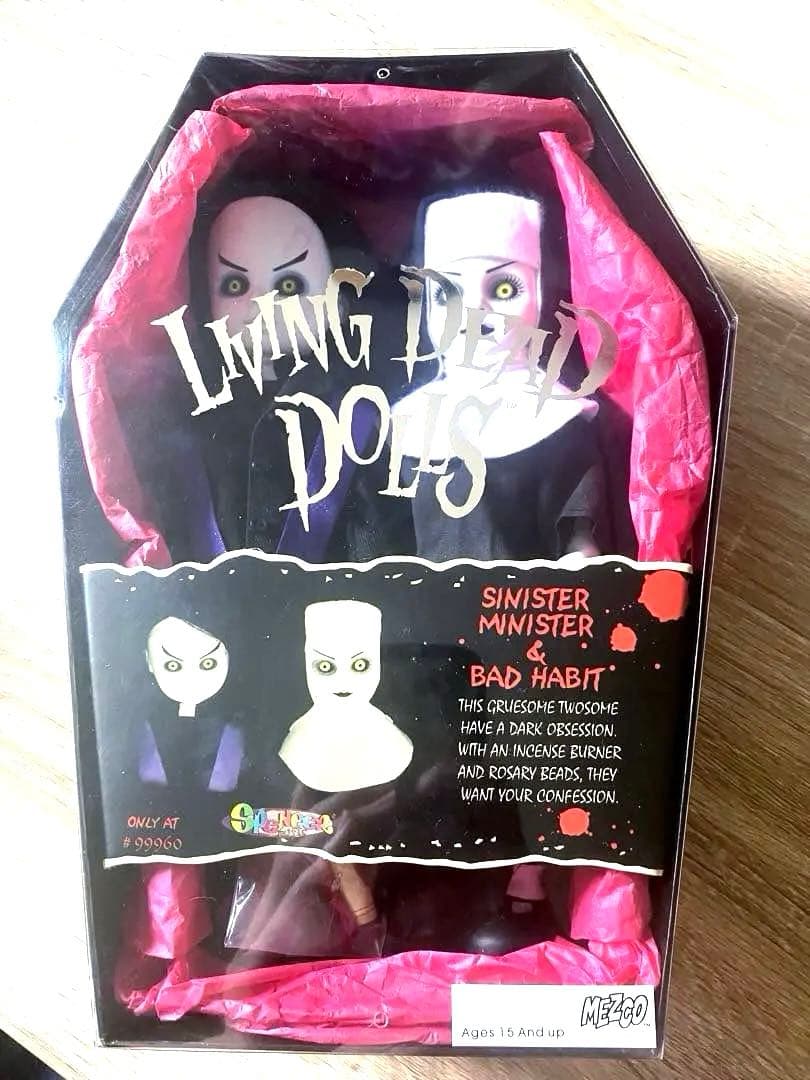 LIVING DEAD
DOLLS
SINISTER
MINISTER
&
BAD HABIT
THIS GRUESOME TWOSOME
HAVE A DARK OBSESSION.
WITH AN INCENSE BURNER
AND ROSARY BEADS, THEY
WANT YOUR CONFESSION.
ONLY AT
SPENCER
# 99960
MEZCO
Ages 15 And up